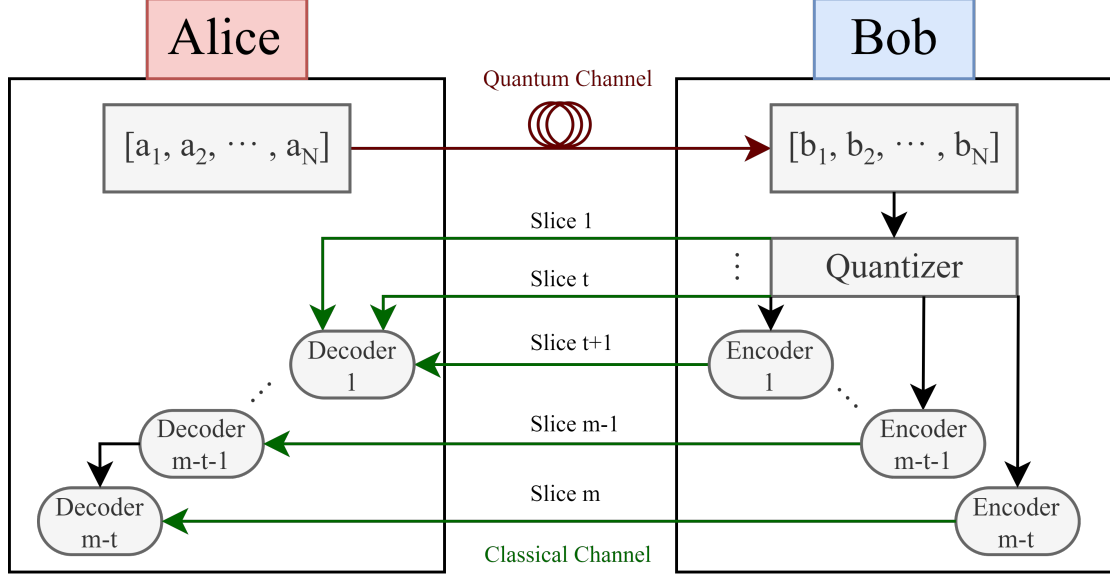 Alice
Bob
Quantum Channel
[a1, a2, ⋯ , aN]
[b1, b2, ⋯ , bN]
Slice 1
⋮
Quantizer
Slice t
Decoder
1
Slice t+1
Encoder
1
⋰
⋱
Decoder
m-t-1
Slice m-1
Encoder
m-t-1
Decoder
m-t
Slice m
Encoder
m-t
Classical Channel